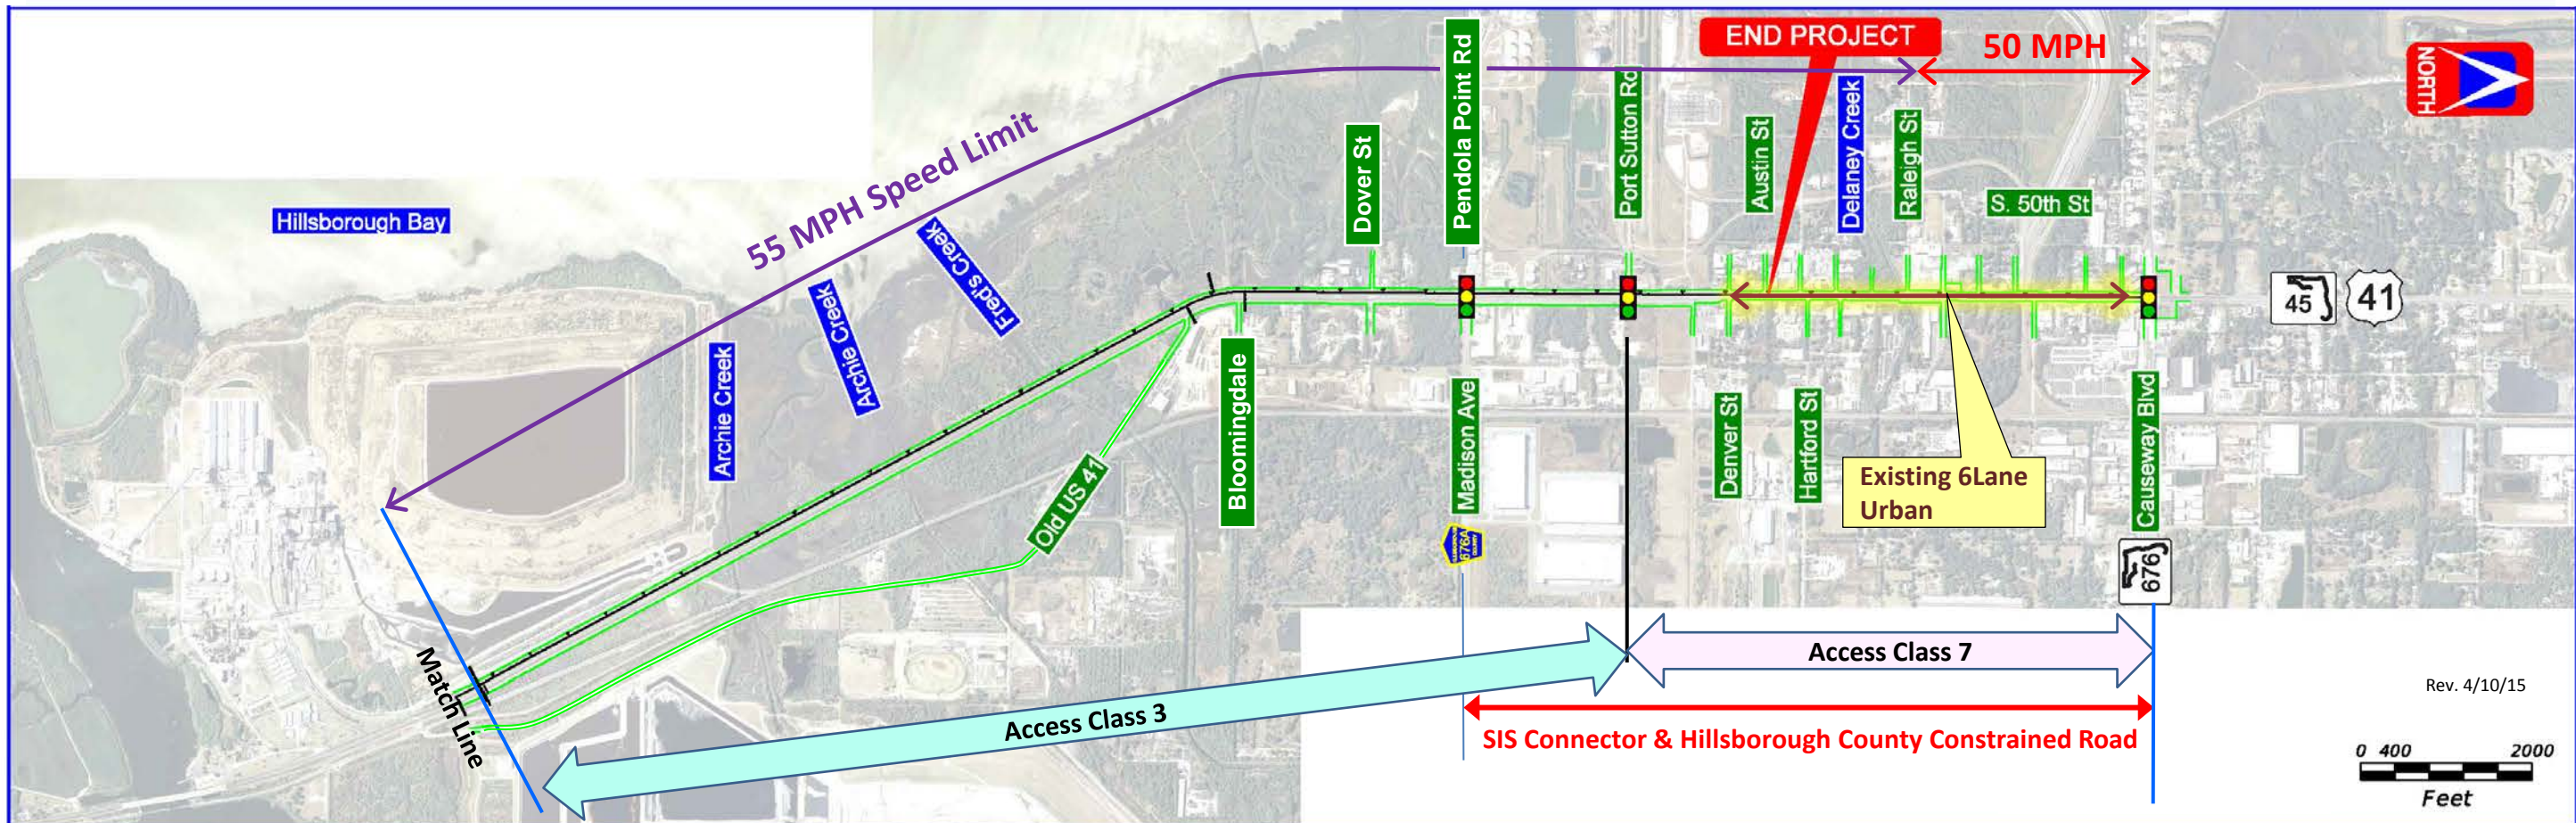 END PROJECT
50 MPH
NORTH
55 MPH Speed Limit
Hillsborough Bay
Archie Creek
Archie Creek
Fred's Creek
Dover St
Pendola Point Rd
Port Sutton Rd
Austin St
Delaney Creek
Raleigh St
S. 50th St
45
41
Old US 41
Bloomingdale
Madison Ave
676A
Denver St
Hartford St
Existing 6Lane
Urban
Causeway Blvd
676
Match Line
Access Class 3
Access Class 7
SIS Connector & Hillsborough County Constrained Road
Rev. 4/10/15
0 400 2000
Feet